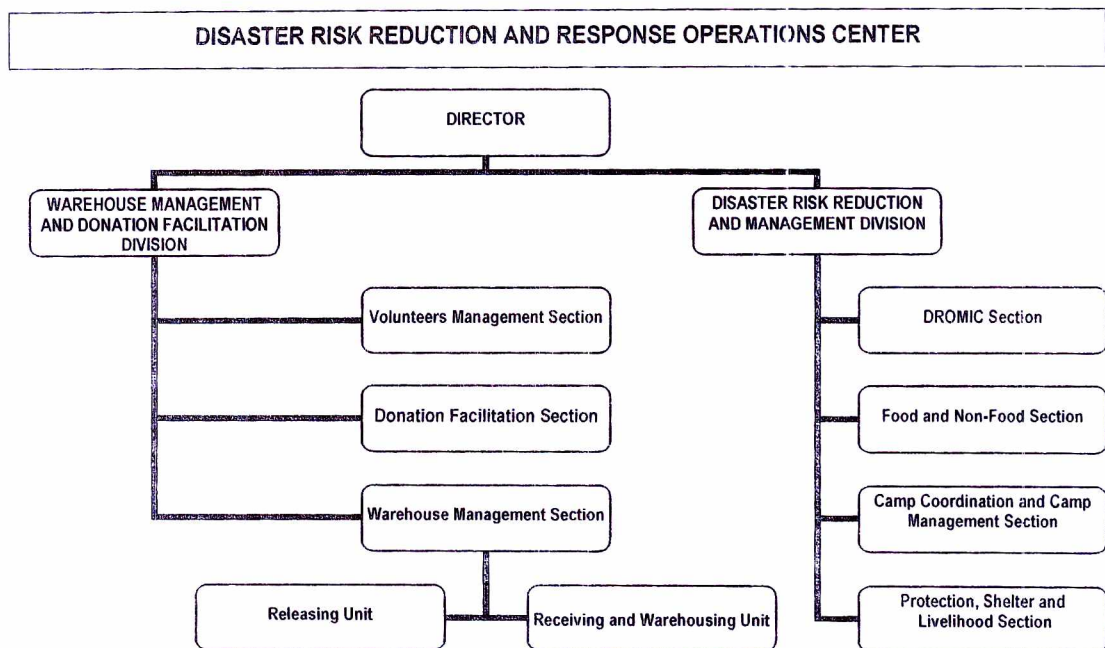 DISASTER RISK REDUCTION AND RESPONSE OPERATIONS CENTER
DIRECTOR
WAREHOUSE MANAGEMENT
AND DONATION FACILITATION
DIVISION
DISASTER RISK REDUCTION
AND MANAGEMENT DIVISION
Volunteers Management Section
DROMIC Section
Donation Facilitation Section
Food and Non-Food Section
Warehouse Management Section
Camp Coordination and Camp
Management Section
Releasing Unit
Receiving and Warehousing Unit
Protection, Shelter and
Livelihood Section